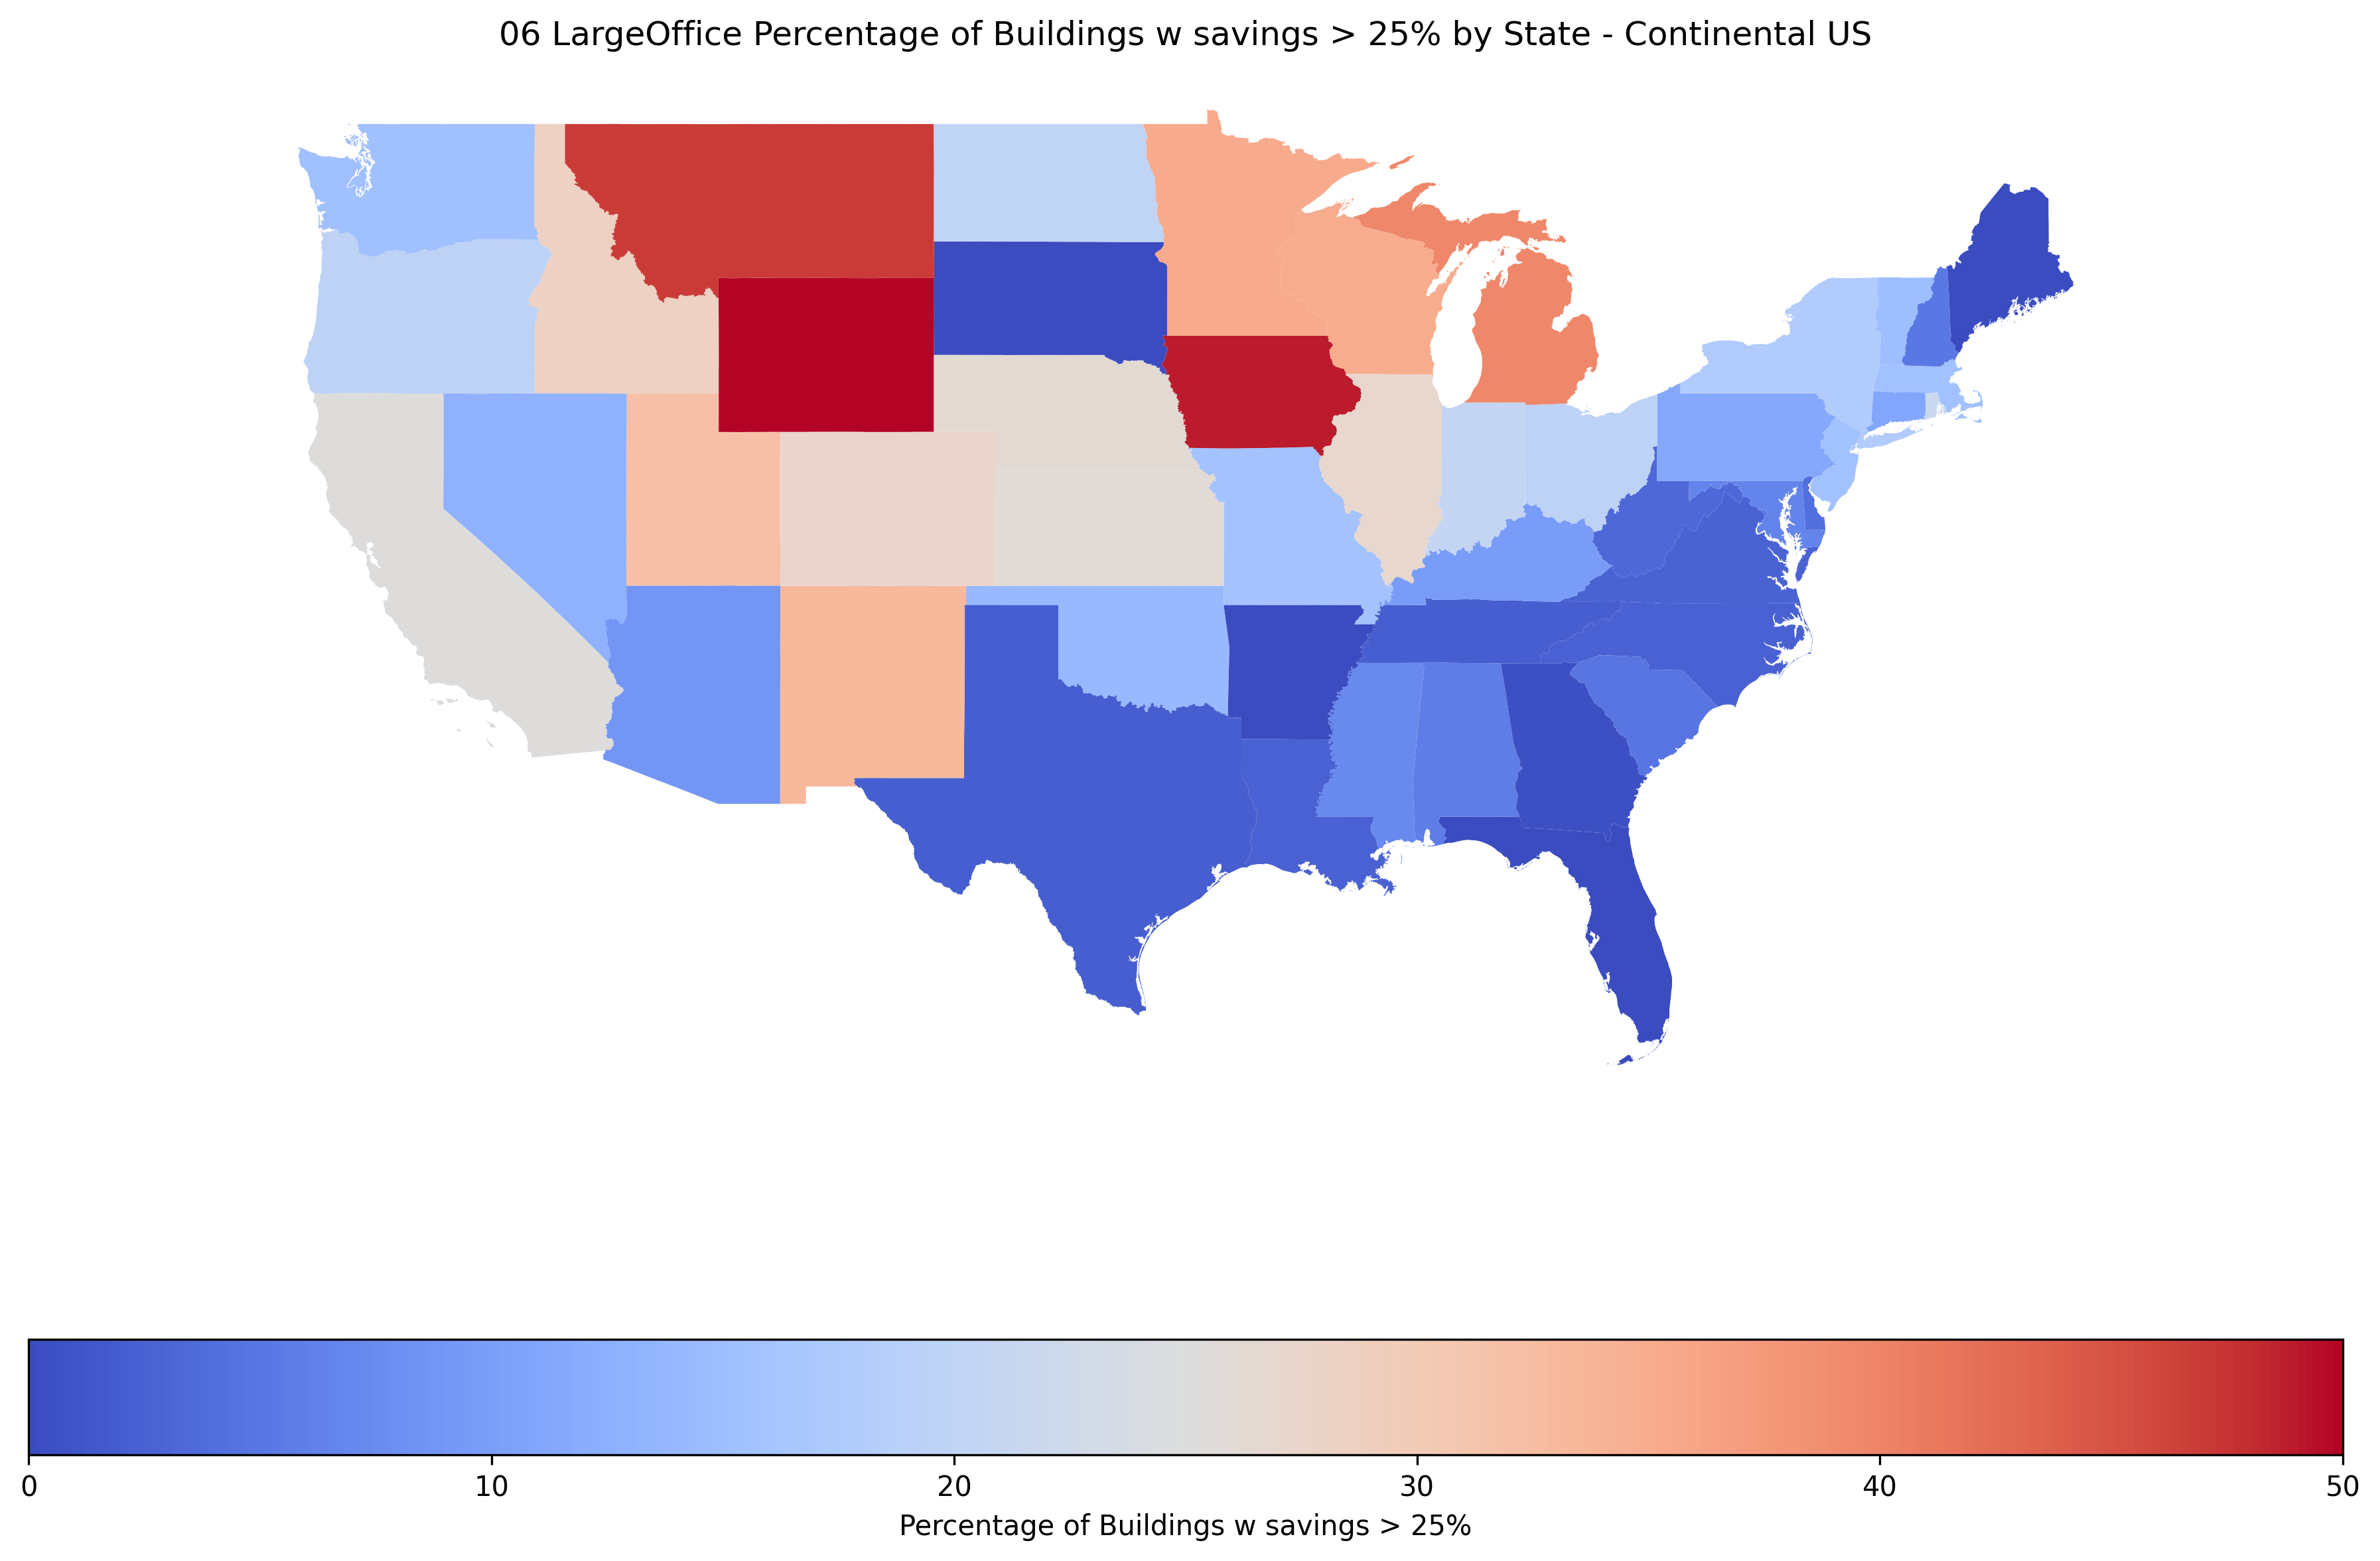 06 LargeOffice Percentage of Buildings w savings > 25% by State - Continental US
0 10 20 30 40 50
Percentage of Buildings w savings > 25%